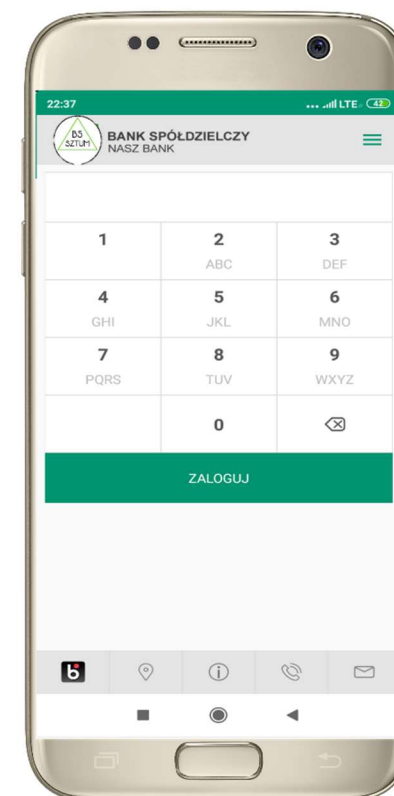 22:37
LTE 42
BS
SZTUM
BANK SPÓŁDZIELCZY
NASZ BANK
1 2 3
ABC DEF
4 5 6
GHI JKL MNO
7 8 9
PQRS TUV WXYZ
0
ZALOGUJ